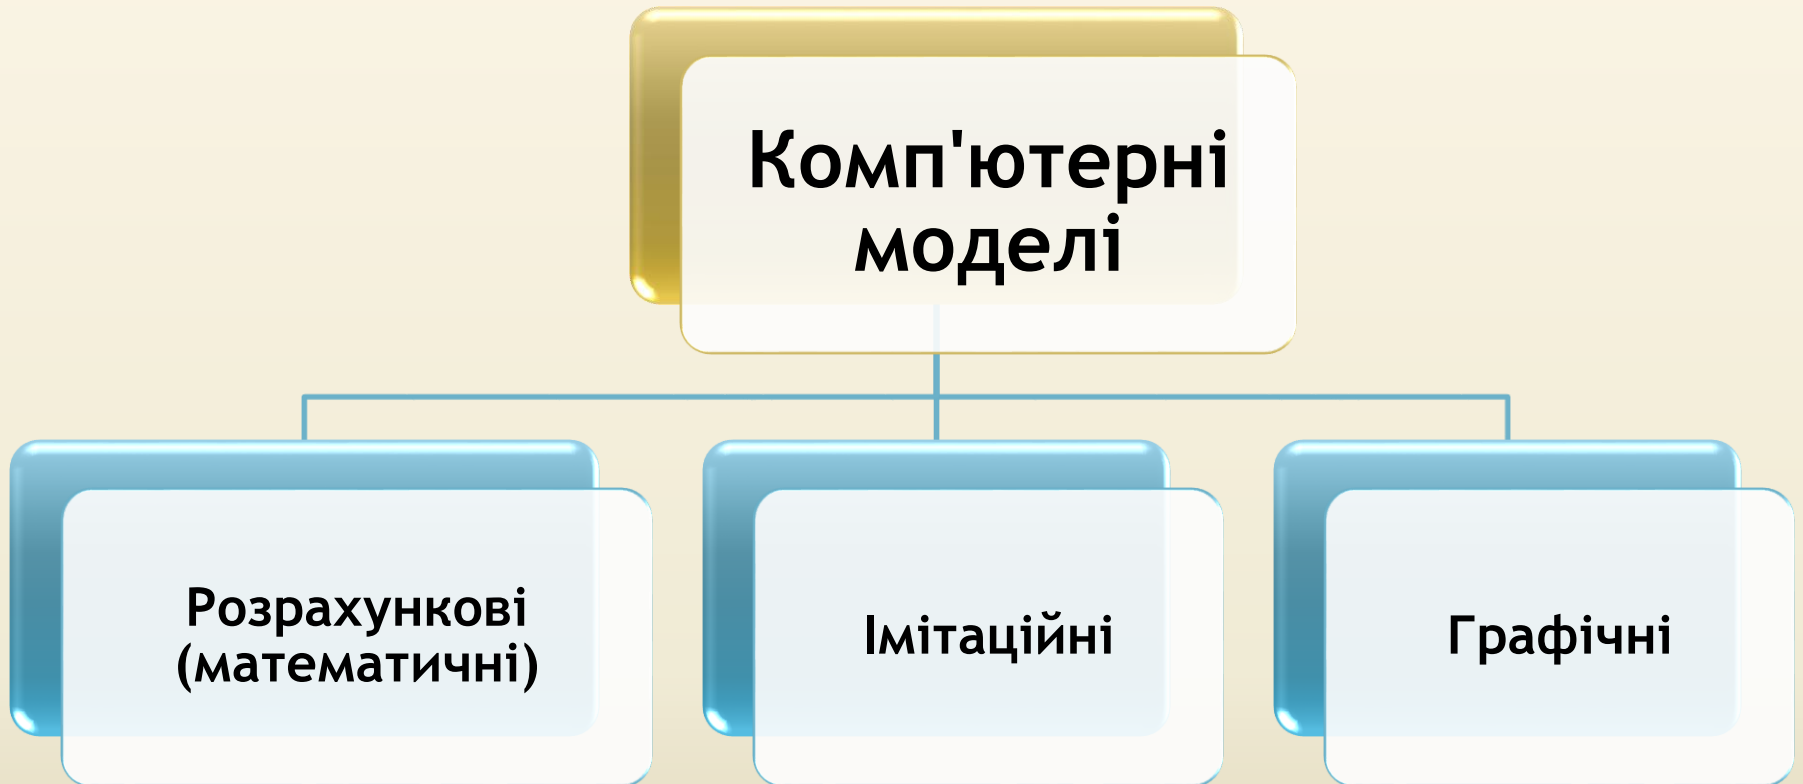 Комп'ютерні
моделі
Розрахункові
(математичні)
Імітаційні
Графічні